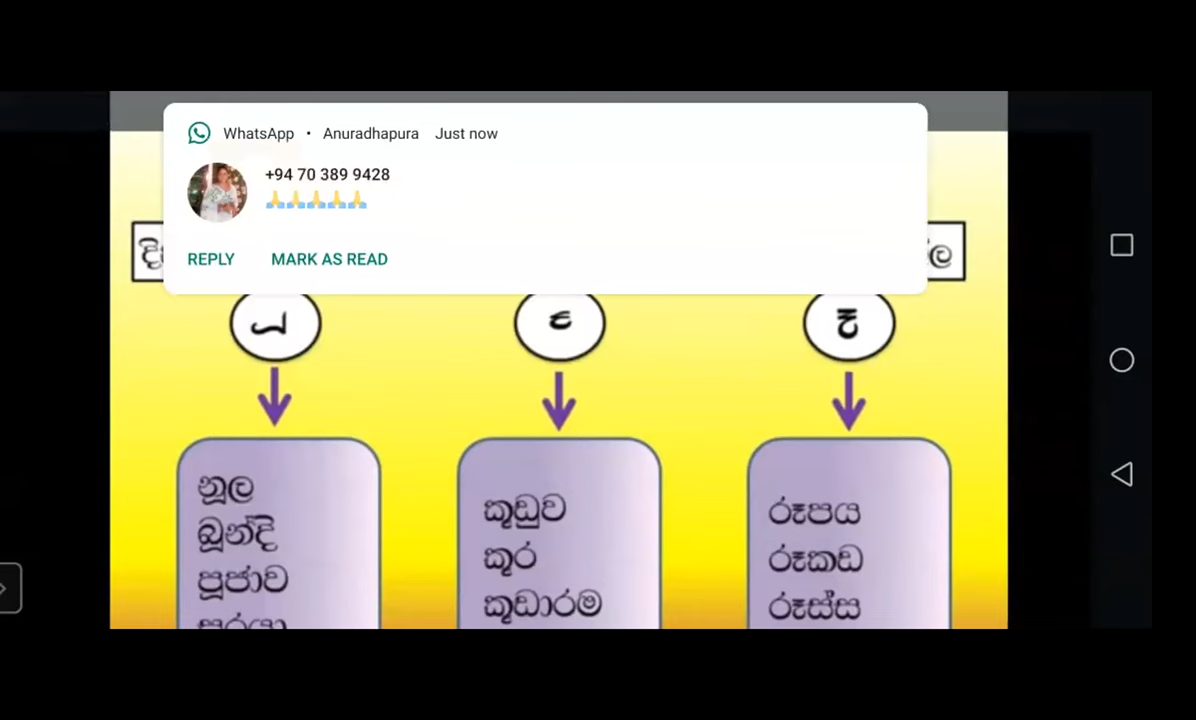 WhatsApp • Anuradhapura Just now
+94 70 389 9428
🙏🙏🙏🙏🙏
REPLY MARK AS READ
නූල
බූන්දි
පූජාව
කූඩුව
කූර
කූඩාරම
රූපය
රූකඩ
රූස්ස